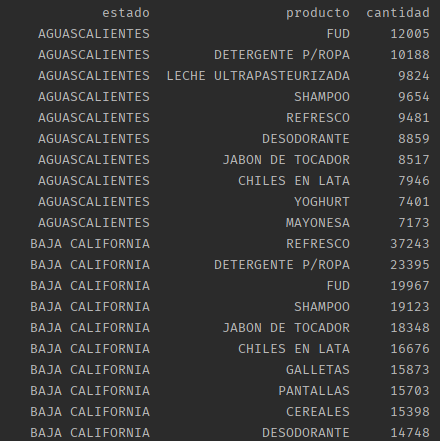 estado producto cantidad
AGUASCALIENTES FUD 12005
AGUASCALIENTES DETERGENTE P/ROPA 10188
AGUASCALIENTES LECHE ULTRAPASTEURIZADA 9824
AGUASCALIENTES SHAMPOO 9654
AGUASCALIENTES REFRESCO 9481
AGUASCALIENTES DESODORANTE 8859
AGUASCALIENTES JABON DE TOCADOR 8517
AGUASCALIENTES CHILES EN LATA 7946
AGUASCALIENTES YOGHURT 7401
AGUASCALIENTES MAYONESA 7173
BAJA CALIFORNIA REFRESCO 37243
BAJA CALIFORNIA DETERGENTE P/ROPA 23395
BAJA CALIFORNIA FUD 19967
BAJA CALIFORNIA SHAMPOO 19123
BAJA CALIFORNIA JABON DE TOCADOR 18348
BAJA CALIFORNIA CHILES EN LATA 16676
BAJA CALIFORNIA GALLETAS 15873
BAJA CALIFORNIA PANTALLAS 15703
BAJA CALIFORNIA CEREALES 15398
BAJA CALIFORNIA DESODORANTE 14748